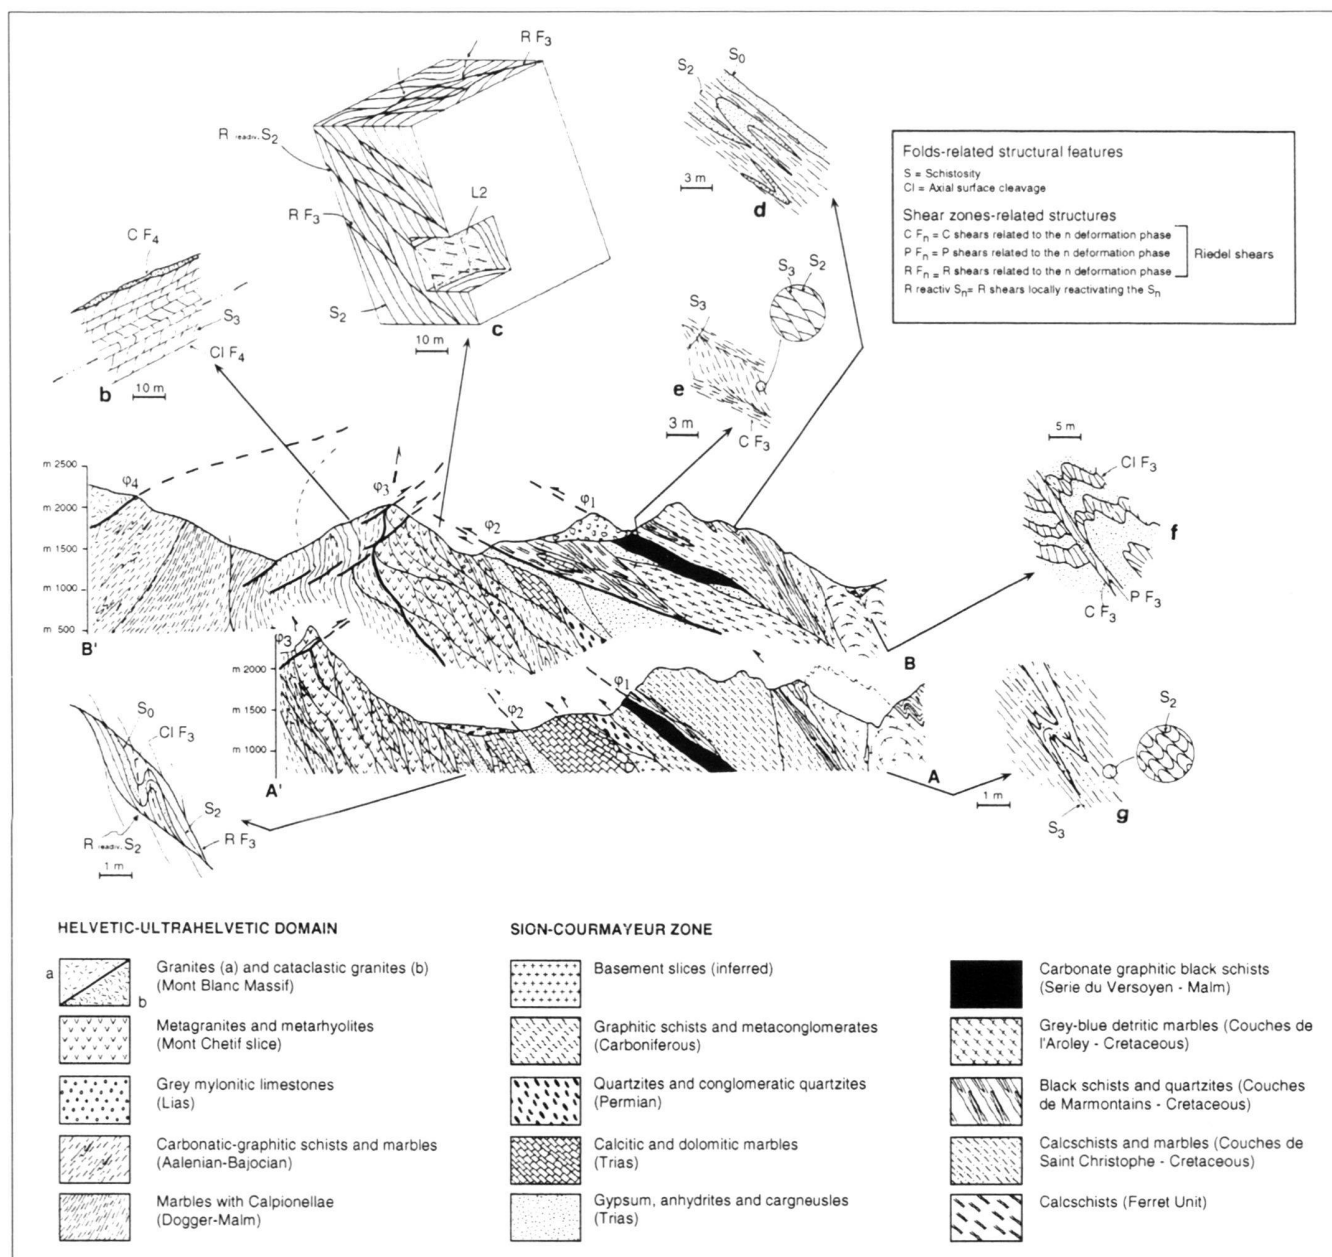 R F3
S0
S2
R readiv. S2
L2
R F3
3 m
d
C F4
S2
c
10 m
S3
Cl F4
b
10 m
Folds-related structural features
S = Schistosity
Cl = Axial surface cleavage
Shear zones-related structures
C Fn = C shears related to the n deformation phase
P Fn = P shears related to the n deformation phase
R Fn = R shears related to the n deformation phase
Riedel shears
R reactiv Sn= R shears locally reactivating the Sn
S3
S2
S3
e
3 m
C F3
5 m
Cl F3
f
C F3
P F3
m 2500
m 2000
m 1500
m 1000
m 500
φ4
φ3
φ2
φ1
B'
B
φ3
φ2
φ1
m 2000
m 1500
m 1000
A'
A
S2
1 m
g
S3
S0
Cl F3
S2
R readiv. S2
R F3
1 m
HELVETIC-ULTRAHELVETIC DOMAIN
a
b
Granites (a) and cataclastic granites (b)
(Mont Blanc Massif)
Metagranites and metarhyolites
(Mont Chetif slice)
Grey mylonitic limestones
(Lias)
Carbonatic-graphitic schists and marbles
(Aalenian-Bajocian)
Marbles with Calpionellae
(Dogger-Malm)
SION-COURMAYEUR ZONE
Basement slices (inferred)
Graphitic schists and metaconglomerates
(Carboniferous)
Quartzites and conglomeratic quartzites
(Permian)
Calcitic and dolomitic marbles
(Trias)
Gypsum, anhydrites and cargneusles
(Trias)
Carbonate graphitic black schists
(Serie du Versoyen - Malm)
Grey-blue detritic marbles (Couches de
l'Aroley - Cretaceous)
Black schists and quartzites (Couches
de Marmontains - Cretaceous)
Calcschists and marbles (Couches de
Saint Christophe - Cretaceous)
Calcschists (Ferret Unit)